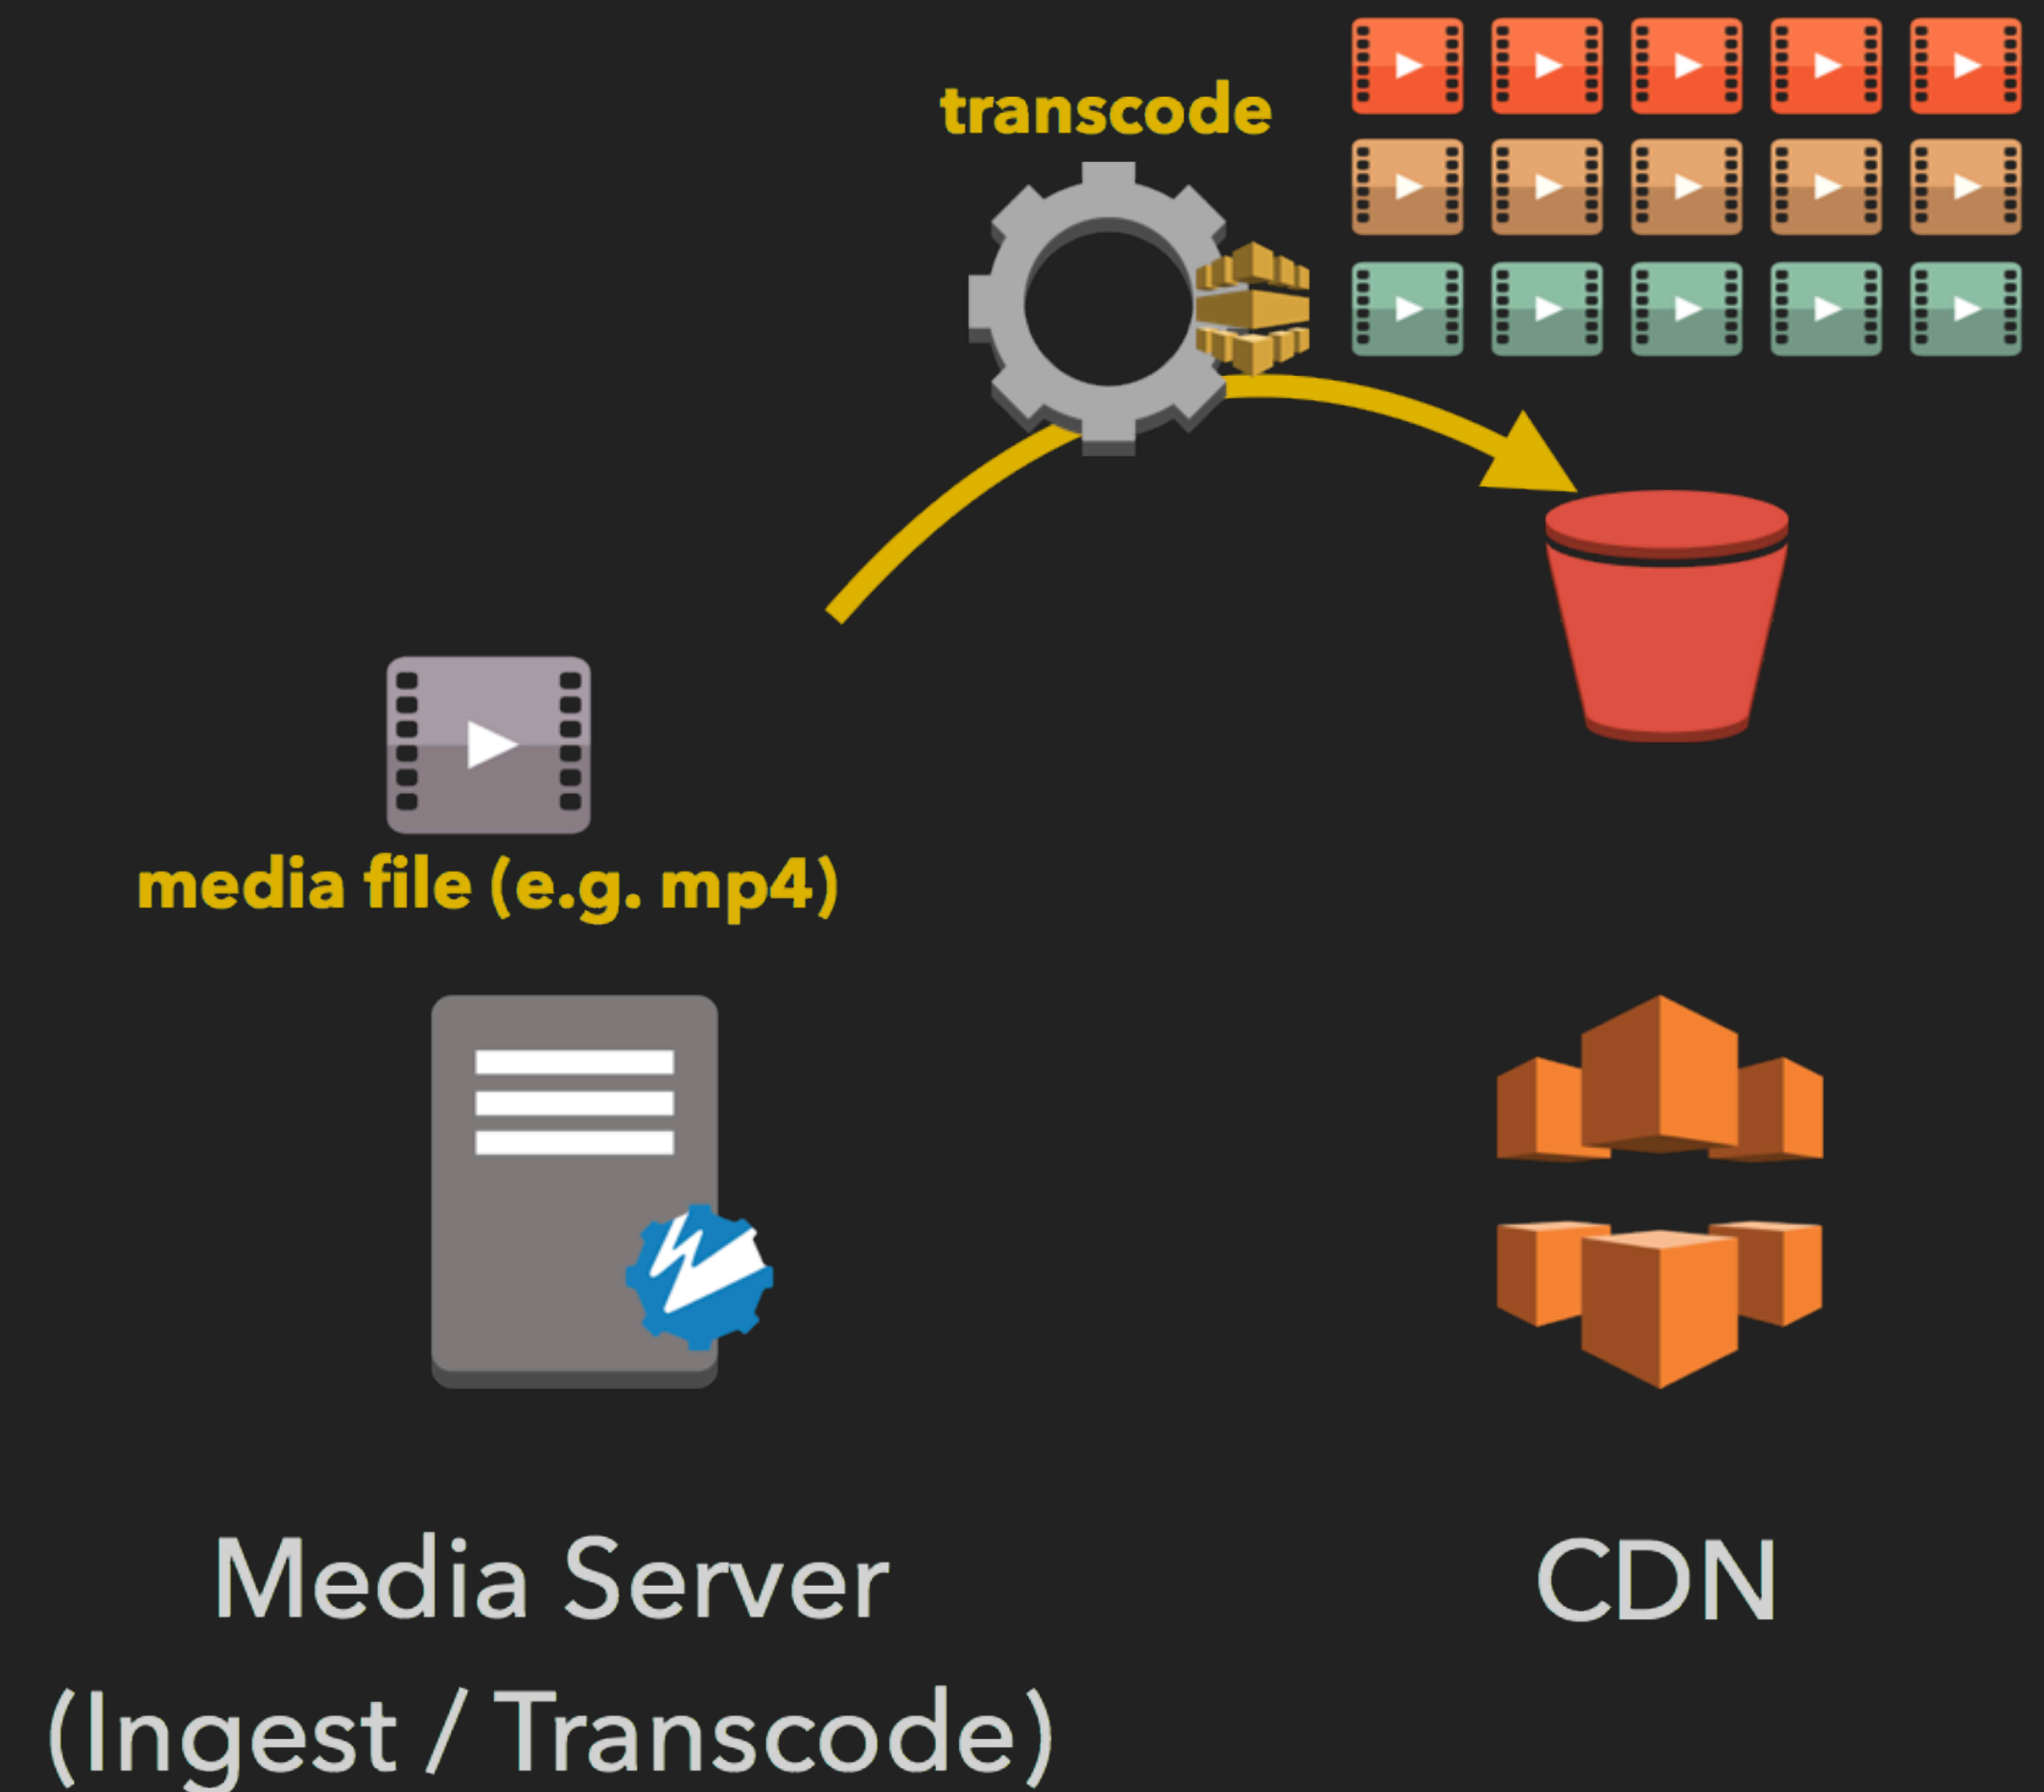 transcode
media file (e.g. mp4)
Media Server
(Ingest / Transcode)
CDN